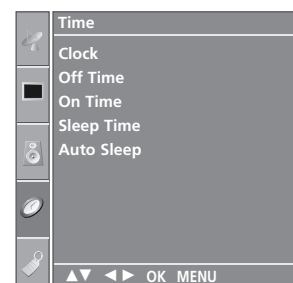 Time
Clock
Off Time
On Time
Sleep Time
Auto Sleep
▲▼ ◄► OK MENU